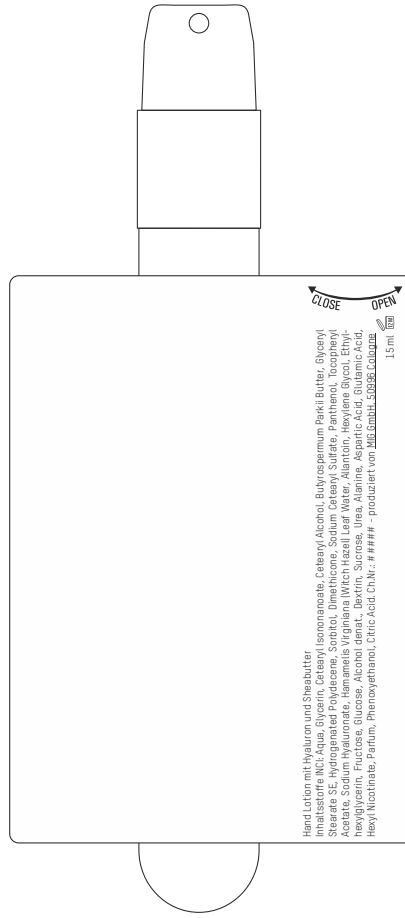 CLOSE OPEN
Hand Lotion mit Hyaluron und Sheabutter
Inhaltsstoffe INCI: Aqua, Glycerin, Cetearyl Isononanoate, Cetearyl Alcohol, Butyrospermum Parkii Butter, Glyceryl
Stearate SE, Hydrogenated Polydecene, Sorbitol, Dimethicone, Sodium Cetearyl Sulfate, Panthenol, Tocopheryl
Acetate, Sodium Hyaluronate, Hamamelis Virginiana (Witch Hazel) Leaf Water, Allantoin, Hexylene Glycol, Ethyl-
hexylglycerin, Fructose, Glucose, Alcohol denat., Dextrin, Sucrose, Urea, Alanine, Aspartic Acid, Glutamic Acid,
Hexyl Nicotinate, Parfum, Phenoxyethanol, Citric Acid. Ch.Nr.: ##### - produziert von MIG GmbH, 50996 Cologne
15 ml 12M